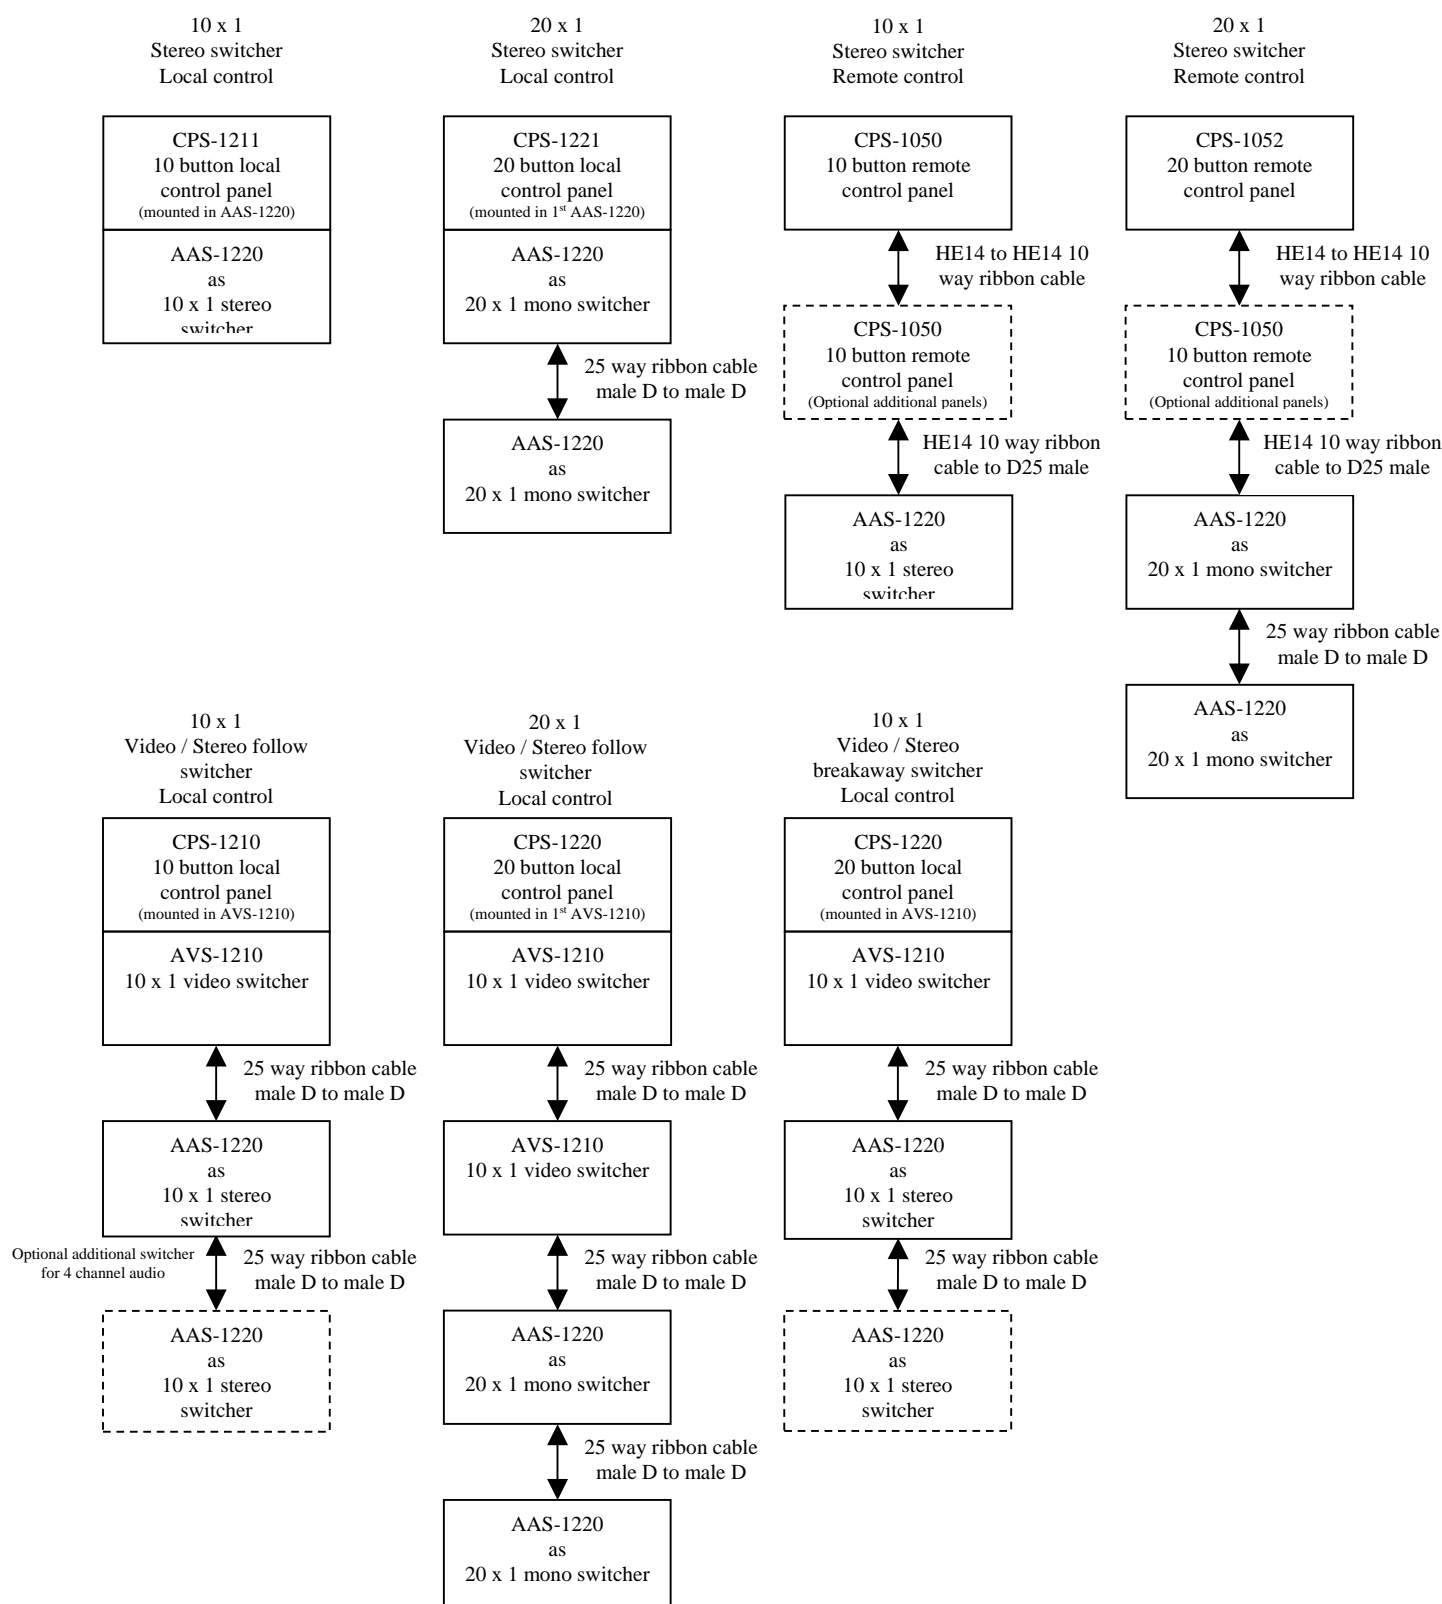 10 x 1
Stereo switcher
Local control
CPS-1211
10 button local
control panel
(mounted in AAS-1220)
AAS-1220
as
10 x 1 stereo
switcher
20 x 1
Stereo switcher
Local control
CPS-1221
20 button local
control panel
(mounted in 1st AAS-1220)
AAS-1220
as
20 x 1 mono switcher
25 way ribbon cable
male D to male D
AAS-1220
as
20 x 1 mono switcher
10 x 1
Stereo switcher
Remote control
CPS-1050
10 button remote
control panel
HE14 to HE14 10
way ribbon cable
CPS-1050
10 button remote
control panel
(Optional additional panels)
HE14 10 way ribbon
cable to D25 male
AAS-1220
as
10 x 1 stereo
switcher
20 x 1
Stereo switcher
Remote control
CPS-1052
20 button remote
control panel
HE14 to HE14 10
way ribbon cable
CPS-1050
10 button remote
control panel
(Optional additional panels)
HE14 10 way ribbon
cable to D25 male
AAS-1220
as
20 x 1 mono switcher
25 way ribbon cable
male D to male D
AAS-1220
as
20 x 1 mono switcher
10 x 1
Video / Stereo follow
switcher
Local control
CPS-1210
10 button local
control panel
(mounted in AVS-1210)
AVS-1210
10 x 1 video switcher
25 way ribbon cable
male D to male D
AAS-1220
as
10 x 1 stereo
switcher
Optional additional switcher
for 4 channel audio
25 way ribbon cable
male D to male D
AAS-1220
as
10 x 1 stereo
switcher
20 x 1
Video / Stereo follow
switcher
Local control
CPS-1220
20 button local
control panel
(mounted in 1st AVS-1210)
AVS-1210
10 x 1 video switcher
25 way ribbon cable
male D to male D
AVS-1210
10 x 1 video switcher
25 way ribbon cable
male D to male D
AAS-1220
as
20 x 1 mono switcher
25 way ribbon cable
male D to male D
AAS-1220
as
20 x 1 mono switcher
10 x 1
Video / Stereo
breakaway switcher
Local control
CPS-1220
20 button local
control panel
(mounted in AVS-1210)
AVS-1210
10 x 1 video switcher
25 way ribbon cable
male D to male D
AAS-1220
as
10 x 1 stereo
switcher
25 way ribbon cable
male D to male D
AAS-1220
as
10 x 1 stereo
switcher